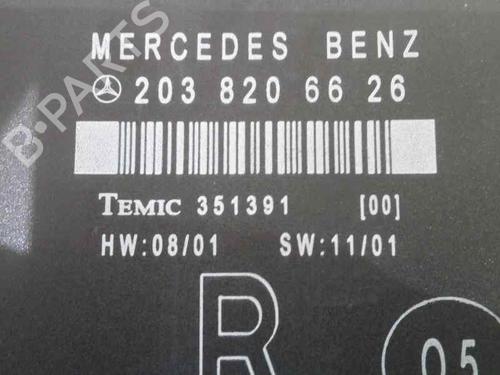 MERCEDES BENZ
203 820 66 26
TEMIC 351391 [00]
HW:08/01 SW:11/01
R
05
B-PARTS